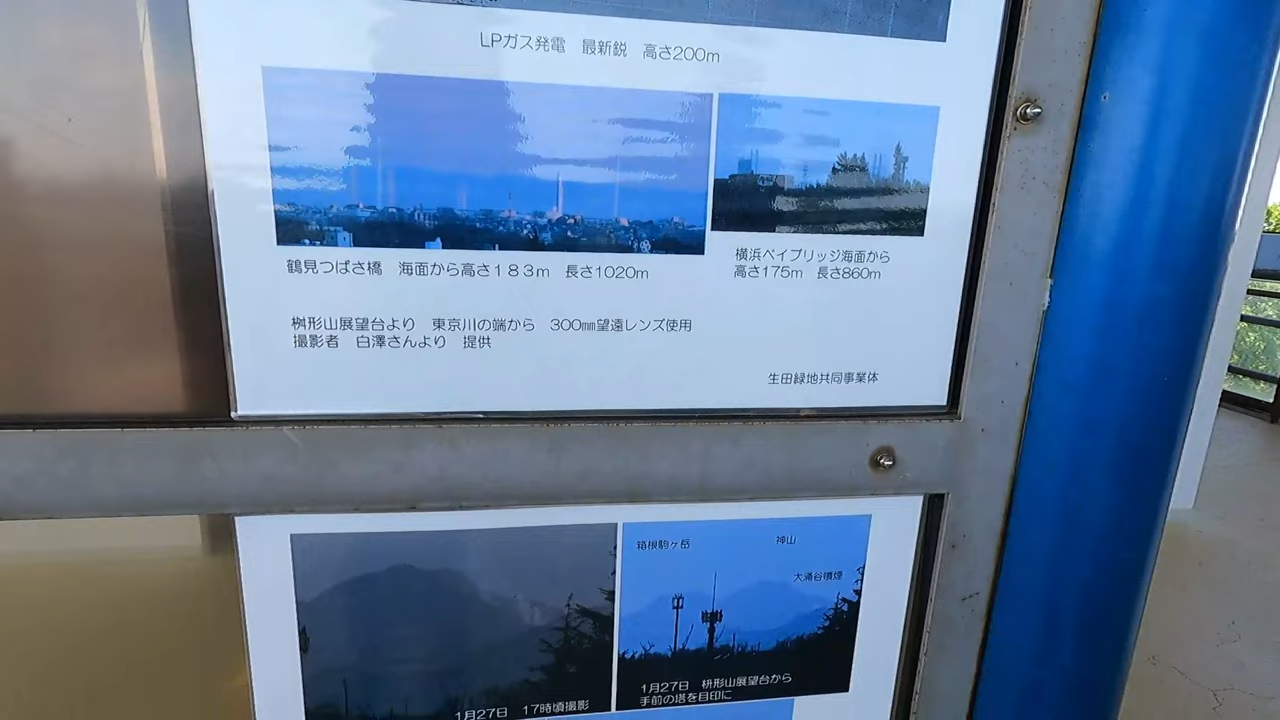 LPガス発電　最新鋭　高さ200m
鶴見つばさ橋　海面から高さ１８３m　長さ1020m
横浜ベイブリッジ海面から
高さ175m　長さ860m
桝形山展望台より　東京川の端から　300㎜望遠レンズ使用
撮影者　白澤さんより　提供
生田緑地共同事業体
箱根駒ヶ岳
神山
大涌谷噴煙
1月27日　17時頃撮影
1月27日　枡形山展望台から
手前の塔を目印に